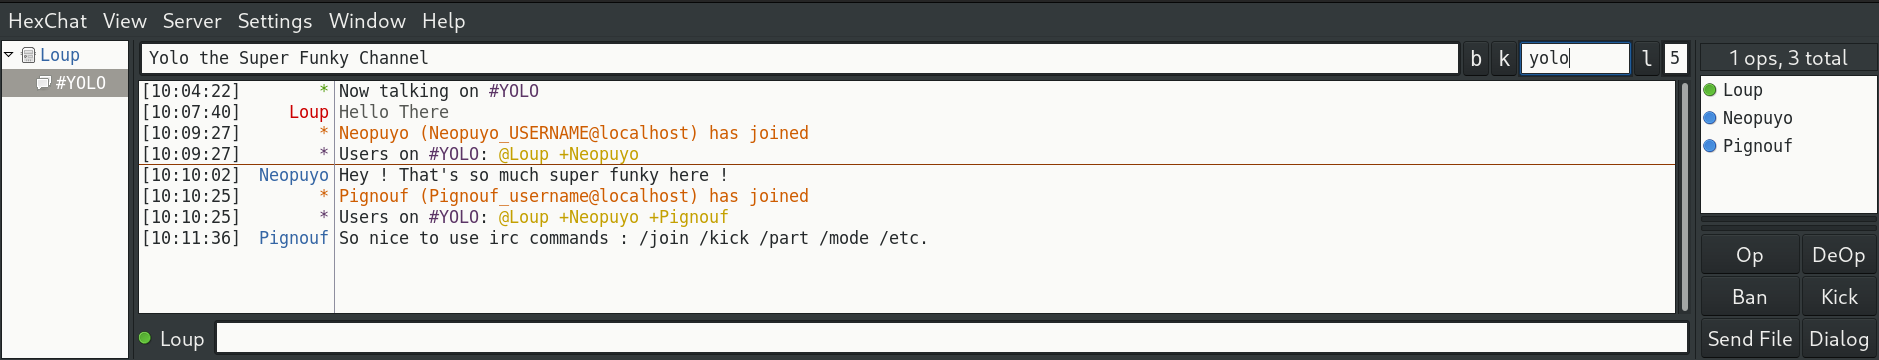 HexChat View Server Settings Window Help
Loup
#YOLO
Yolo the Super Funky Channel b k yolo l 5
[10:04:22] * Now talking on #YOLO
[10:07:40] Loup Hello There
[10:09:27] * Neopuyo (Neopuyo_USERNAME@localhost) has joined
[10:09:27] * Users on #YOLO: @Loup +Neopuyo
[10:10:02] Neopuyo Hey ! That's so much super funky here !
[10:10:25] * Pignouf (Pignouf_username@localhost) has joined
[10:10:25] * Users on #YOLO: @Loup +Neopuyo +Pignouf
[10:11:36] Pignouf So nice to use irc commands : /join /kick /part /mode /etc.
Loup
1 ops, 3 total
Loup
Neopuyo
Pignouf
Op DeOp
Ban Kick
Send File Dialog